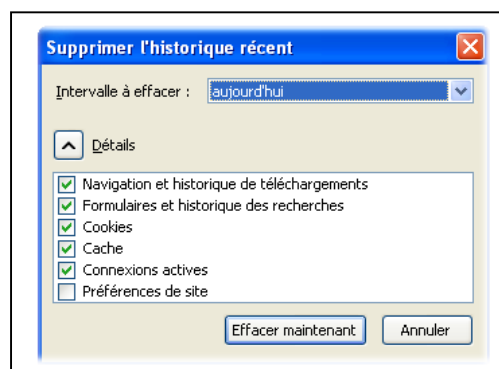 Supprimer l'historique récent
Intervalle à effacer : aujourd'hui
Détails
Navigation et historique de téléchargements
Formulaires et historique des recherches
Cookies
Cache
Connexions actives
Préférences de site
Effacer maintenant Annuler